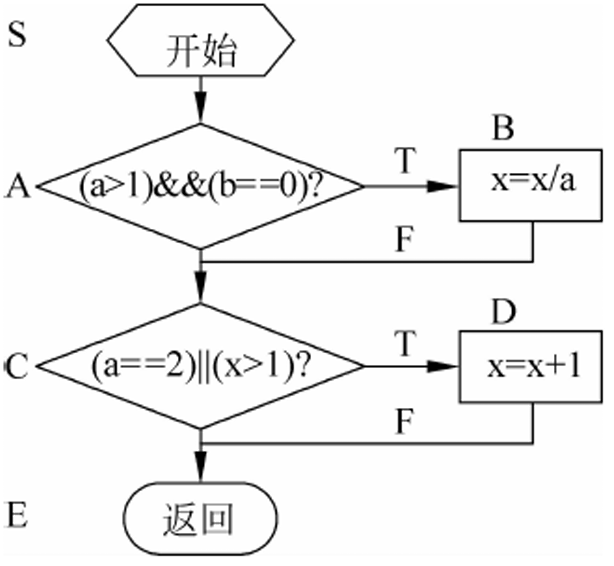 S
开始
B
T
A
(a>1)&&(b==0)?
x=x/a
F
D
T
C
(a==2)||(x>1)?
x=x+1
F
E
返回